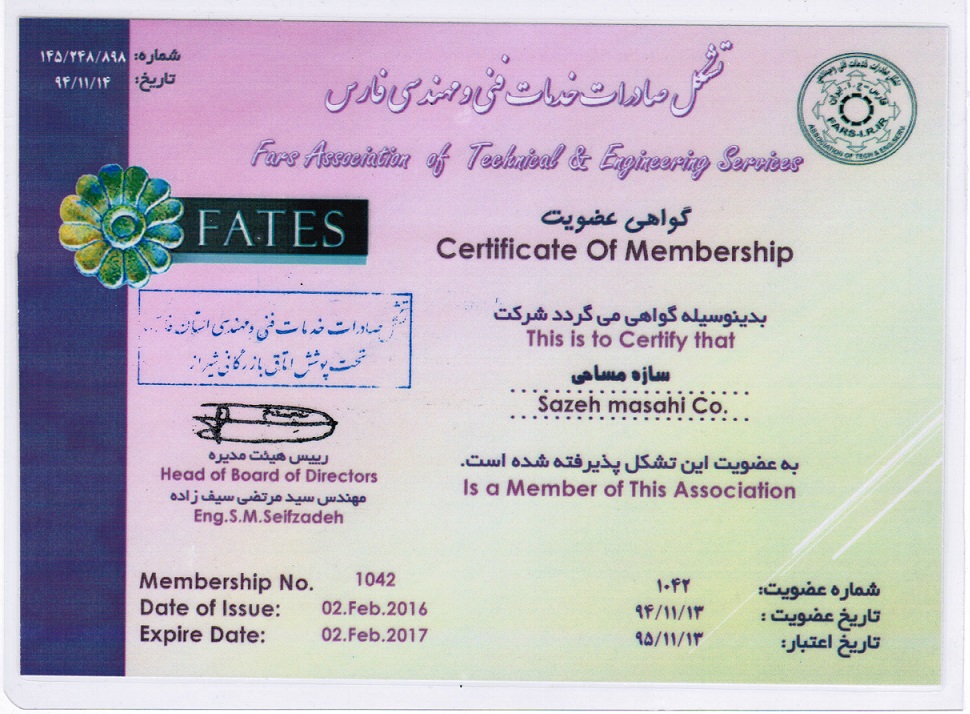 شماره: ۱۴۵/۲۴۸/۸۹۸
تاریخ: ۹۴/۱۱/۱۴
تشکل صادرات خدمات فنی و مهندسی فارس
Fars Association of Technical & Engineering Services
FARS-I.R.IR
ASSOCIATION OF TECH & ENG.SERV
FATES
گواهی عضویت
Certificate Of Membership
تشکل صادرات خدمات فنی و مهندسی استان فارس
تحت پوشش اتاق بازرگانی شیراز
بدینوسیله گواهی می گردد شرکت
This is to Certify that
سازه مساحی
Sazeh masahi Co.
به عضویت این تشکل پذیرفته شده است.
Is a Member of This Association
رییس هیئت مدیره
Head of Board of Directors
مهندس سید مرتضی سیف زاده
Eng.S.M.Seifzadeh
Membership No. 1042
Date of Issue: 02.Feb.2016
Expire Date: 02.Feb.2017
شماره عضویت: ۱۰۴۲
تاریخ عضویت : ۹۴/۱۱/۱۳
تاریخ اعتبار: ۹۵/۱۱/۱۳